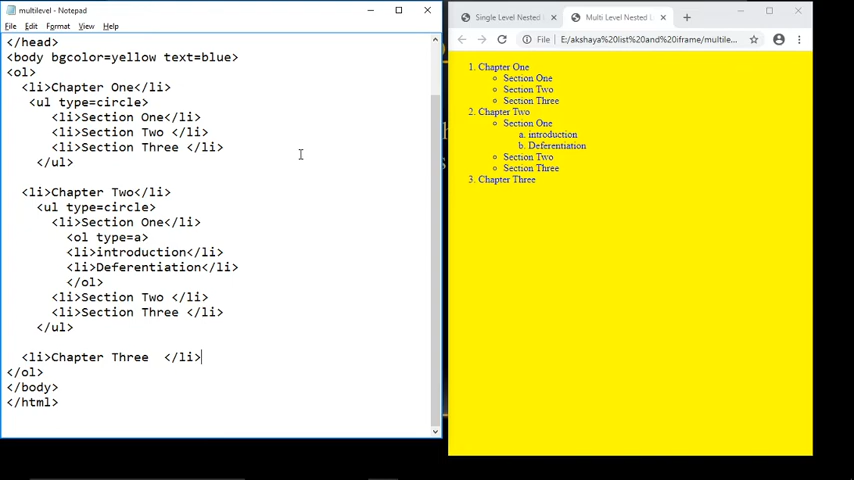 multilevel - Notepad
File Edit Format View Help
</head>
<body bgcolor=yellow text=blue>
<ol>
<li>Chapter One</li>
<ul type=circle>
<li>Section One</li>
<li>Section Two </li>
<li>Section Three </li>
</ul>
<li>Chapter Two</li>
<ul type=circle>
<li>Section One</li>
<ol type=a>
<li>introduction</li>
<li>Deferentiation</li>
</ol>
<li>Section Two </li>
<li>Section Three </li>
</ul>
<li>Chapter Three  </li>
</ol>
</body>
</html>
Single Level Nested L
Multi Level Nested L
File E:/akshaya%20list%20and%20iframe/multile...
1. Chapter One
Section One
Section Two
Section Three
2. Chapter Two
Section One
a. introduction
b. Deferentiation
Section Two
Section Three
3. Chapter Three